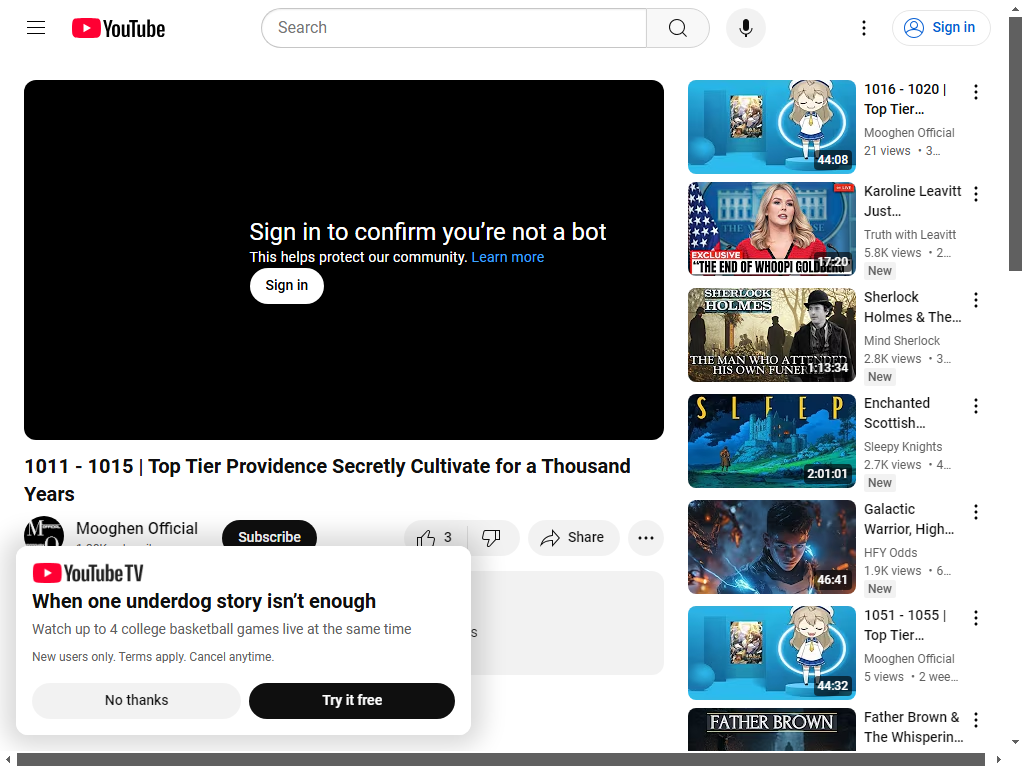 YouTube
Search
Sign in
Sign in to confirm you’re not a bot
This helps protect our community. Learn more
Sign in
1011 - 1015 | Top Tier Providence Secretly Cultivate for a Thousand
Years
Mooghen Official
Subscribe
3
Share
YouTube TV
When one underdog story isn’t enough
Watch up to 4 college basketball games live at the same time
New users only. Terms apply. Cancel anytime.
No thanks
Try it free
44:08
1016 - 1020 |
Top Tier…
Mooghen Official
21 views • 3…
LIVE
EXCLUSIVE
"THE END OF WHOOPI GOLDBERG
17:20
Karoline Leavitt
Just…
Truth with Leavitt
5.8K views • 2…
New
SHERLOCK
HOLMES
THE MAN WHO ATTENDED
HIS OWN FUNERAL
1:13:34
Sherlock
Holmes & The…
Mind Sherlock
2.8K views • 3…
New
SLEEP
2:01:01
Enchanted
Scottish…
Sleepy Knights
2.7K views • 4…
New
46:41
Galactic
Warrior, High…
HFY Odds
1.9K views • 6…
New
44:32
1051 - 1055 |
Top Tier…
Mooghen Official
5 views • 2 wee…
FATHER BROWN
Father Brown &
The Whisperin…